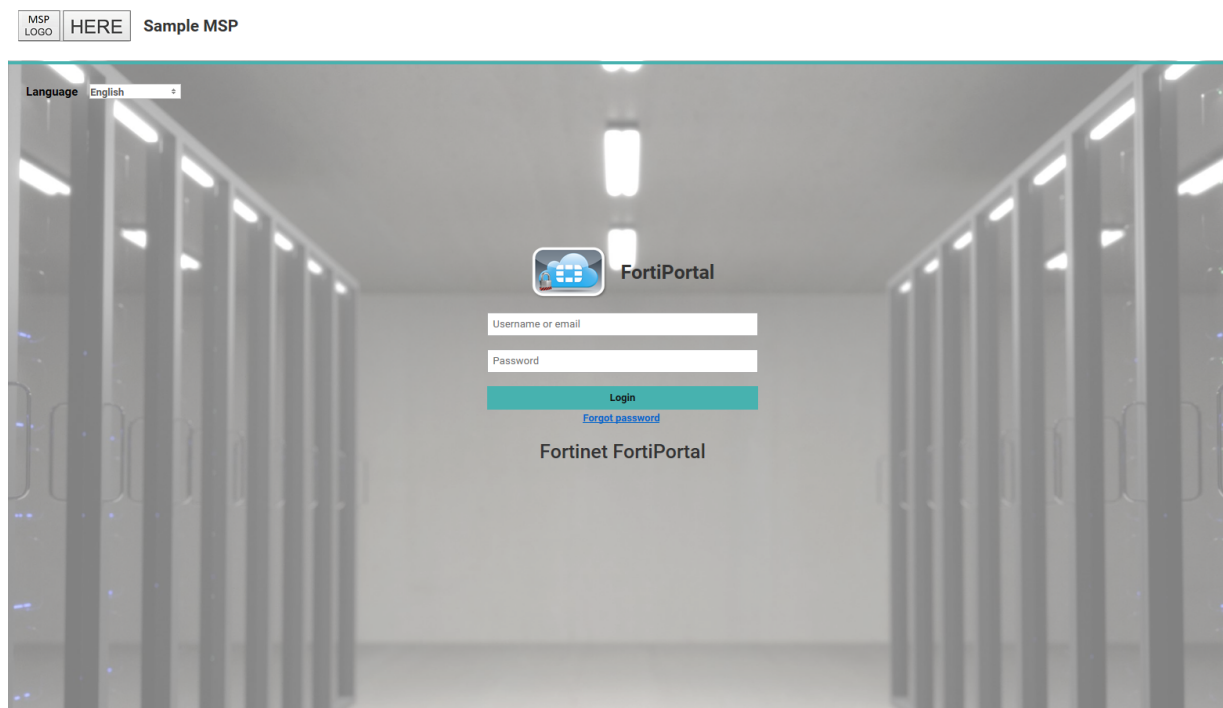 MSP
LOGO
HERE
Sample MSP
Language English
FortiPortal
Username or email
Password
Login
Forgot password
Fortinet FortiPortal